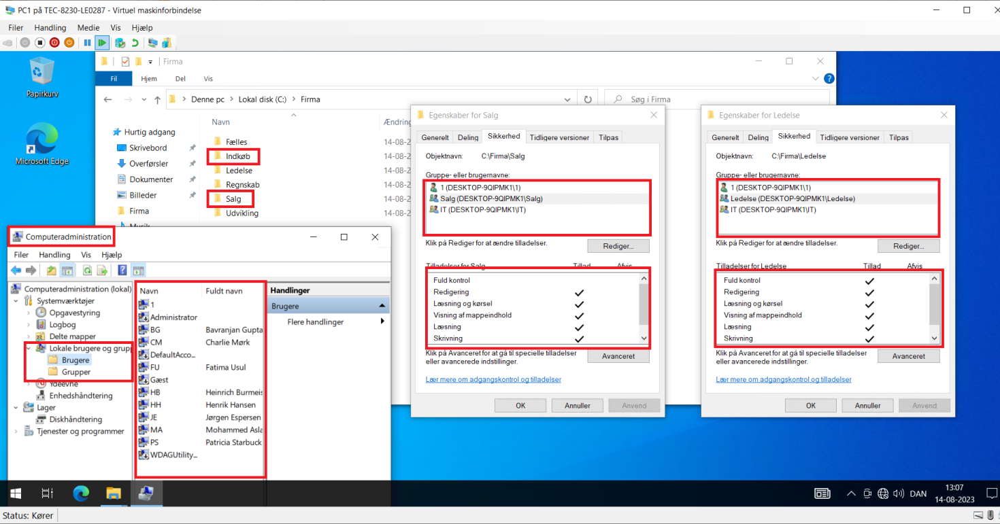 PC1 på TEC-8230-LE0287 - Virtuel maskinforbindelse
Filer Handling Medie Vis Hjælp
Papirkurv
Microsoft Edge
Firma
Fil Hjem Del Vis
Denne pc > Lokal disk (C:) > Firma
Søg i Firma
Hurtig adgang
Skrivebord
Overførsler
Dokumenter
Billeder
Firma
Musik
Navn Ændring
Fælles 14-08-2
Indkøb 14-08-2
Ledelse 14-08-2
Regnskab 14-08-2
Salg 14-08-2
Udvikling 14-08-2
Egenskaber for Salg
Generelt Deling Sikkerhed Tidligere versioner Tilpas
Objektnavn: C:\Firma\Salg
Gruppe- eller brugernavne:
1 (DESKTOP-9QIPMK1\1)
Salg (DESKTOP-9QIPMK1\Salg)
IT (DESKTOP-9QIPMK1\IT)
Klik på Rediger for at ændre tilladelser.
Rediger...
Tilladelser for Salg Tillad Afvis
Fuld kontrol
Redigering
Læsning og kørsel
Visning af mappeindhold
Læsning
Skrivning
Klik på Avanceret for at gå til specielle tilladelser
eller avancerede indstillinger.
Avanceret
Lær mere om adgangskontrol og tilladelser
OK Annuller Anvend
Egenskaber for Ledelse
Generelt Deling Sikkerhed Tidligere versioner Tilpas
Objektnavn: C:\Firma\Ledelse
Gruppe- eller brugernavne:
1 (DESKTOP-9QIPMK1\1)
Ledelse (DESKTOP-9QIPMK1\Ledelse)
IT (DESKTOP-9QIPMK1\IT)
Klik på Rediger for at ændre tilladelser.
Rediger...
Tilladelser for Ledelse Tillad Afvis
Fuld kontrol
Redigering
Læsning og kørsel
Visning af mappeindhold
Læsning
Skrivning
Klik på Avanceret for at gå til specielle tilladelser
eller avancerede indstillinger.
Avanceret
Lær mere om adgangskontrol og tilladelser
OK Annuller Anvend
Computeradministration
Filer Handling Vis Hjælp
Computeradministration (lokal)
Systemværktøjer
Opgavestyring
Logbog
Delte mapper
Lokale brugere og grupp
Brugere
Grupper
Ydeevne
Enhedshåndtering
Lager
Diskhåndtering
Tjenester og programmer
Navn Fuldt navn
1
Administrator
BG Bavranjan Gupta
CM Charlie Mørk
DefaultAcco...
FU Fatima Usul
Gæst
HB Heinrich Burmeis
HH Henrik Hansen
JE Jørgen Espersen
MA Mohammed Asla
PS Patricia Starbuck
WDAGUtility...
Handlinger
Brugere
Flere handlinger
DAN
13:07
14-08-2023
Status: Kører